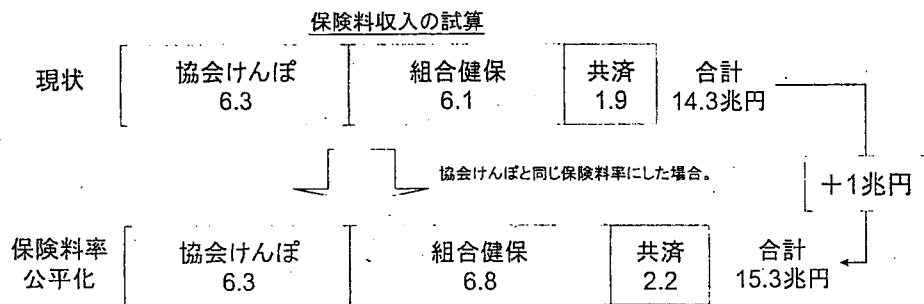 保険料収入の試算
現状
協会けんぽ
6.3
組合健保
6.1
共済
1.9
合計
14.3兆円
協会けんぽと同じ保険料率にした場合。
+1兆円
保険料率
公平化
協会けんぽ
6.3
組合健保
6.8
共済
2.2
合計
15.3兆円